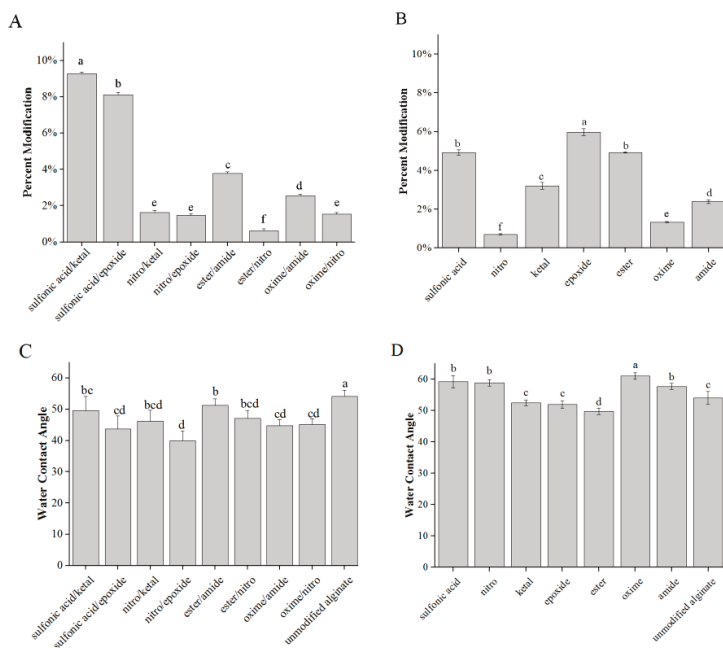 A
Percent Modification
10%
8%
6%
4%
2%
0%
a
b
e
e
c
f
d
e
sulfonic acid/ketal
sulfonic acid/epoxide
nitro/ketal
nitro/epoxide
ester/amide
ester/nitro
oxime/amide
oxime/nitro
B
Percent Modification
10%
8%
6%
4%
2%
0%
b
f
c
a
b
e
d
sulfonic acid
nitro
ketal
epoxide
ester
oxime
amide
C
Water Contact Angle
60
50
40
30
20
10
0
bc
cd
bcd
d
b
bcd
cd
cd
a
sulfonic acid/ketal
sulfonic acid/epoxide
nitro/ketal
nitro/epoxide
ester/amide
ester/nitro
oxime/amide
oxime/nitro
unmodified alginate
D
Water Contact Angle
60
50
40
30
20
10
0
b
b
c
c
d
a
b
c
sulfonic acid
nitro
ketal
epoxide
ester
oxime
amide
unmodified alginate